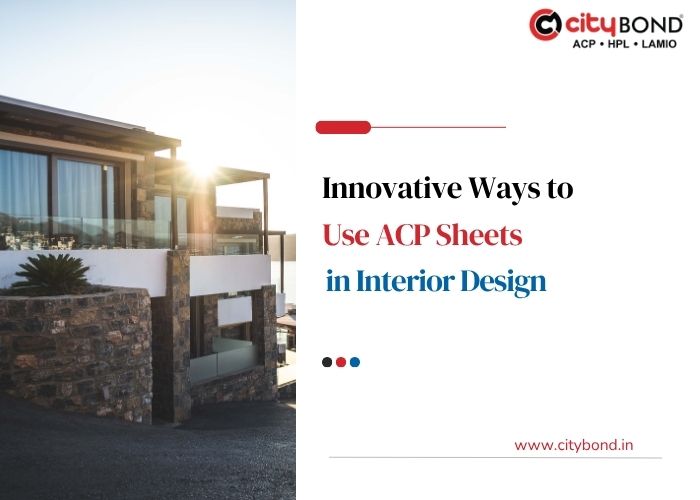 cityBOND
ACP • HPL • LAMIO
Innovative Ways to
Use ACP Sheets
in Interior Design
www.citybond.in